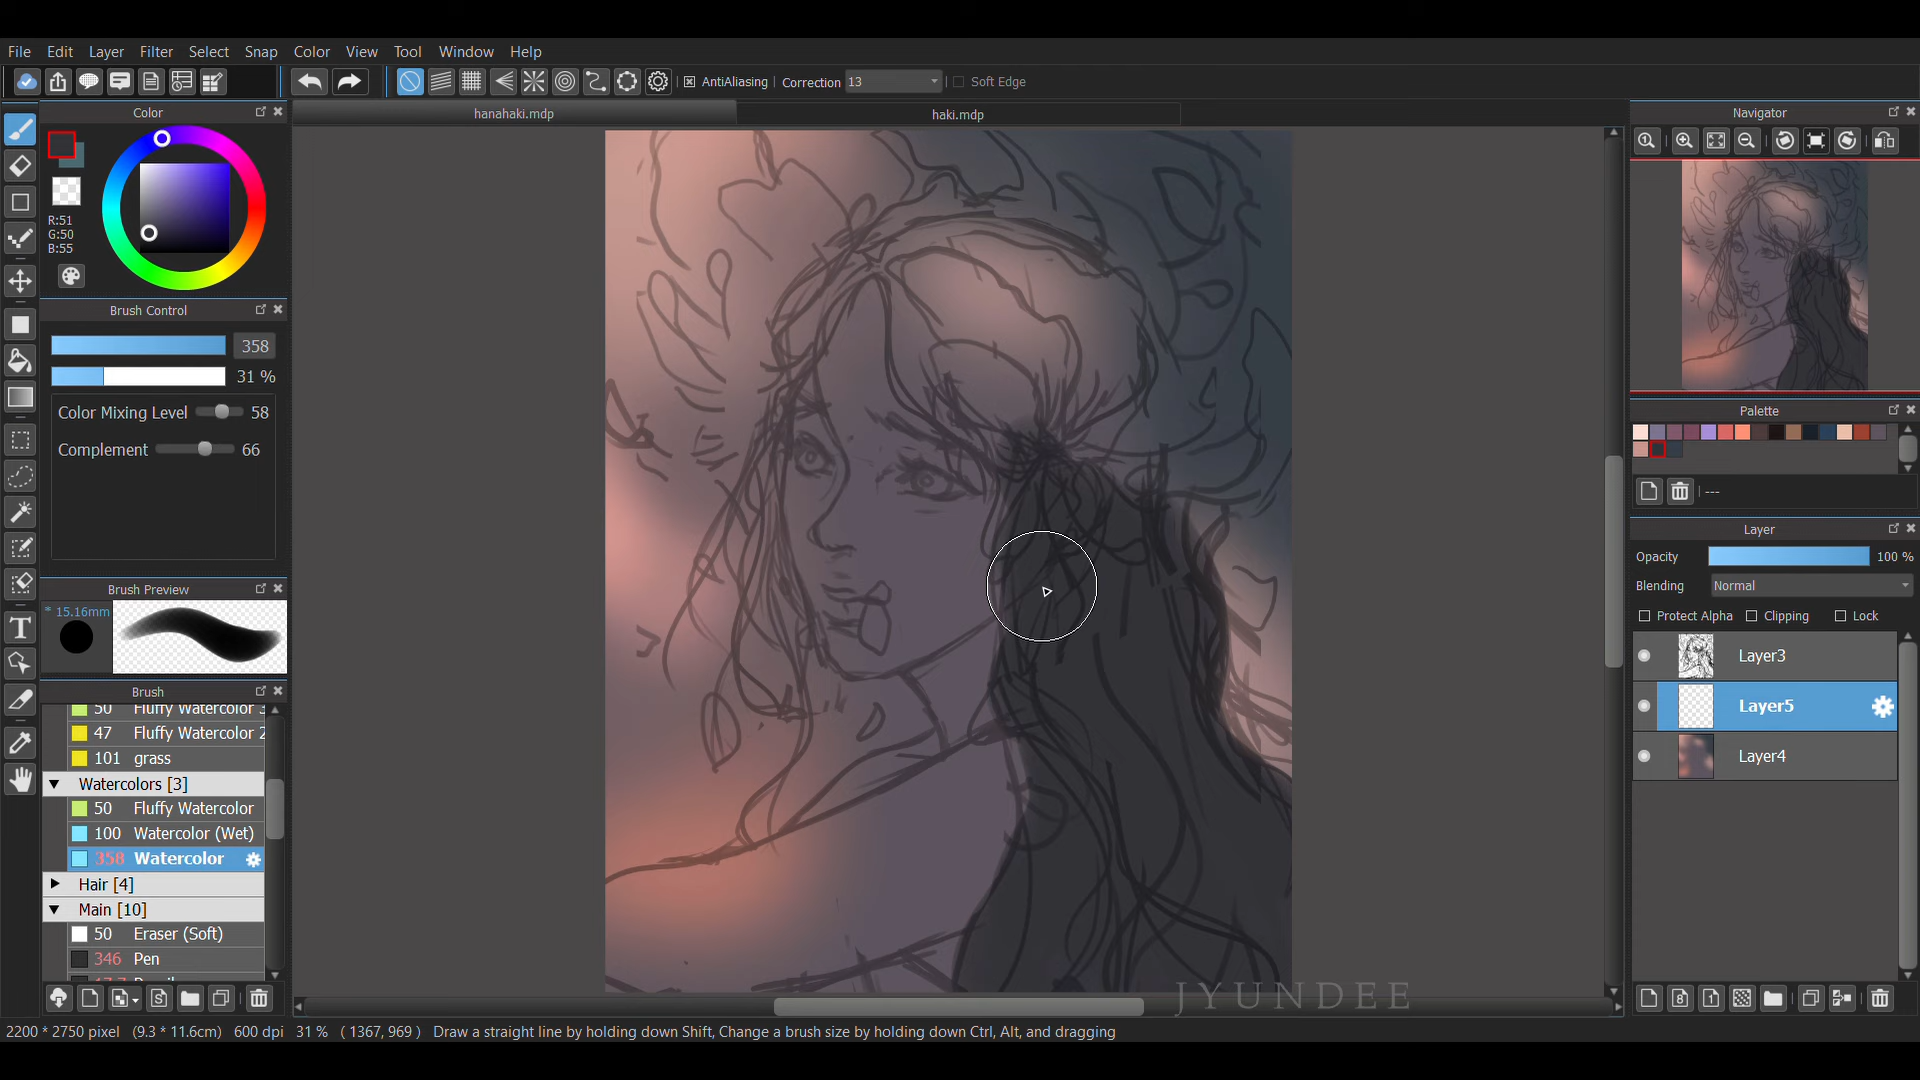 File Edit Layer Filter Select Snap Color View Tool Window Help
AntiAliasing Correction 13 Soft Edge
Color
hanahaki.mdp
haki.mdp
Navigator
R:51
G:50
B:55
Brush Control
358
31 %
Color Mixing Level 58
Complement 66
Brush Preview
* 15.16mm
Brush
50 Fluffy Watercolor 3
47 Fluffy Watercolor 2
101 grass
Watercolors [3]
50 Fluffy Watercolor
100 Watercolor (Wet)
358 Watercolor
Hair [4]
Main [10]
50 Eraser (Soft)
346 Pen
Palette
---
Layer
Opacity 100 %
Blending Normal
Protect Alpha Clipping Lock
Layer3
Layer5
Layer4
JYUNDEE
2200 * 2750 pixel (9.3 * 11.6cm) 600 dpi 31 % ( 1367, 969 ) Draw a straight line by holding down Shift, Change a brush size by holding down Ctrl, Alt, and dragging